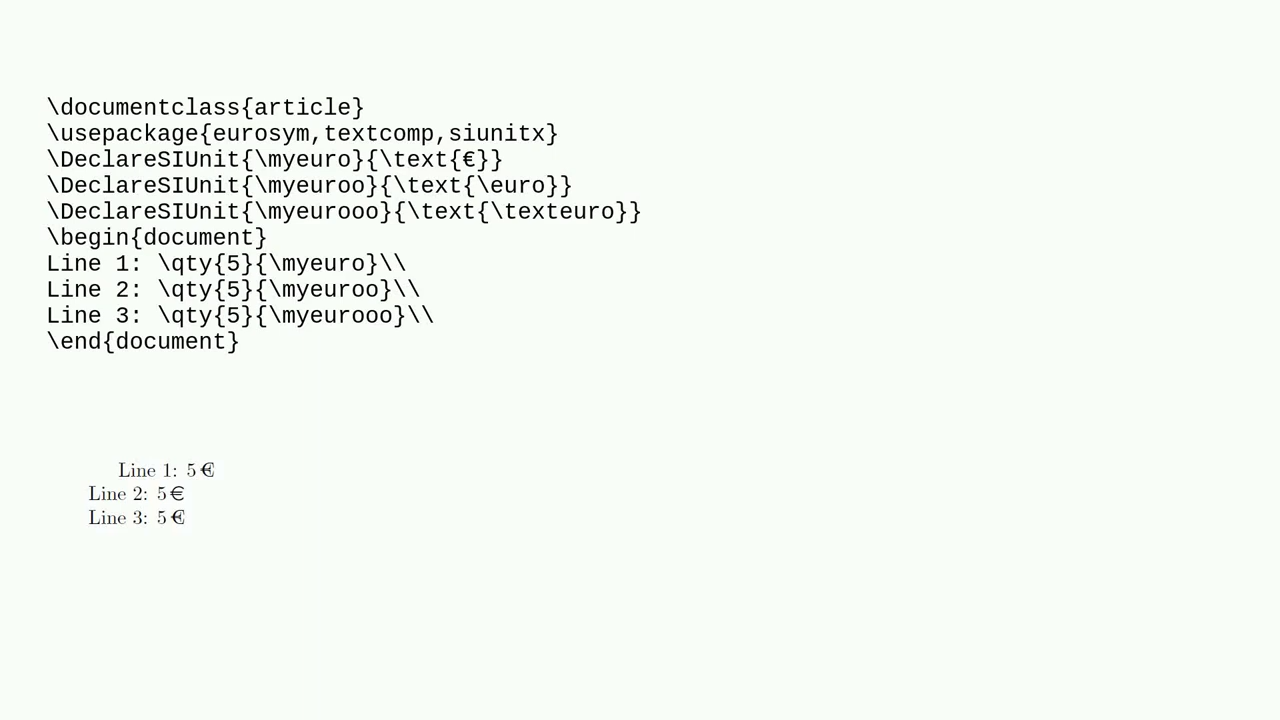 \documentclass{article}
\usepackage{eurosym,textcomp,siunitx}
\DeclareSIUnit{\myeuro}{\text{€}}
\DeclareSIUnit{\myeuroo}{\text{\euro}}
\DeclareSIUnit{\myeurooo}{\text{\texteuro}}
\begin{document}
Line 1: \qty{5}{\myeuro}\\
Line 2: \qty{5}{\myeuroo}\\
Line 3: \qty{5}{\myeurooo}\\
\end{document}
Line 1: 5 €
Line 2: 5 €
Line 3: 5 €